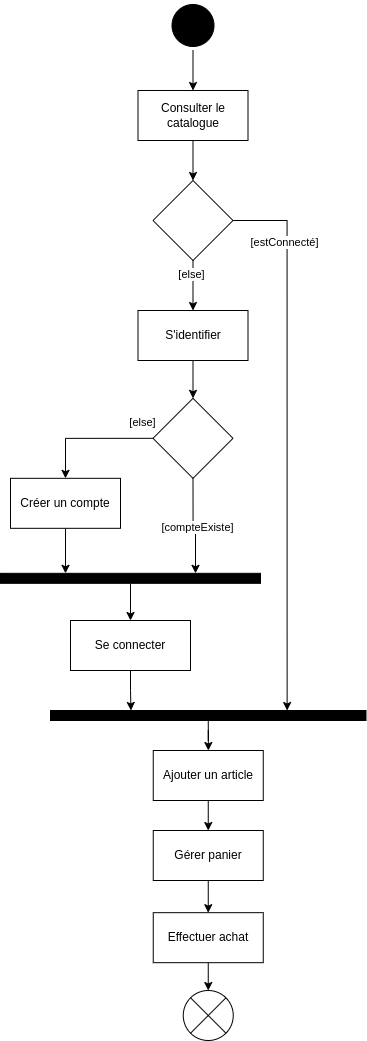 Consulter le
catalogue
[estConnecté]
[else]
S'identifier
[else]
Créer un compte
[compteExiste]
Se connecter
Ajouter un article
Gérer panier
Effectuer achat